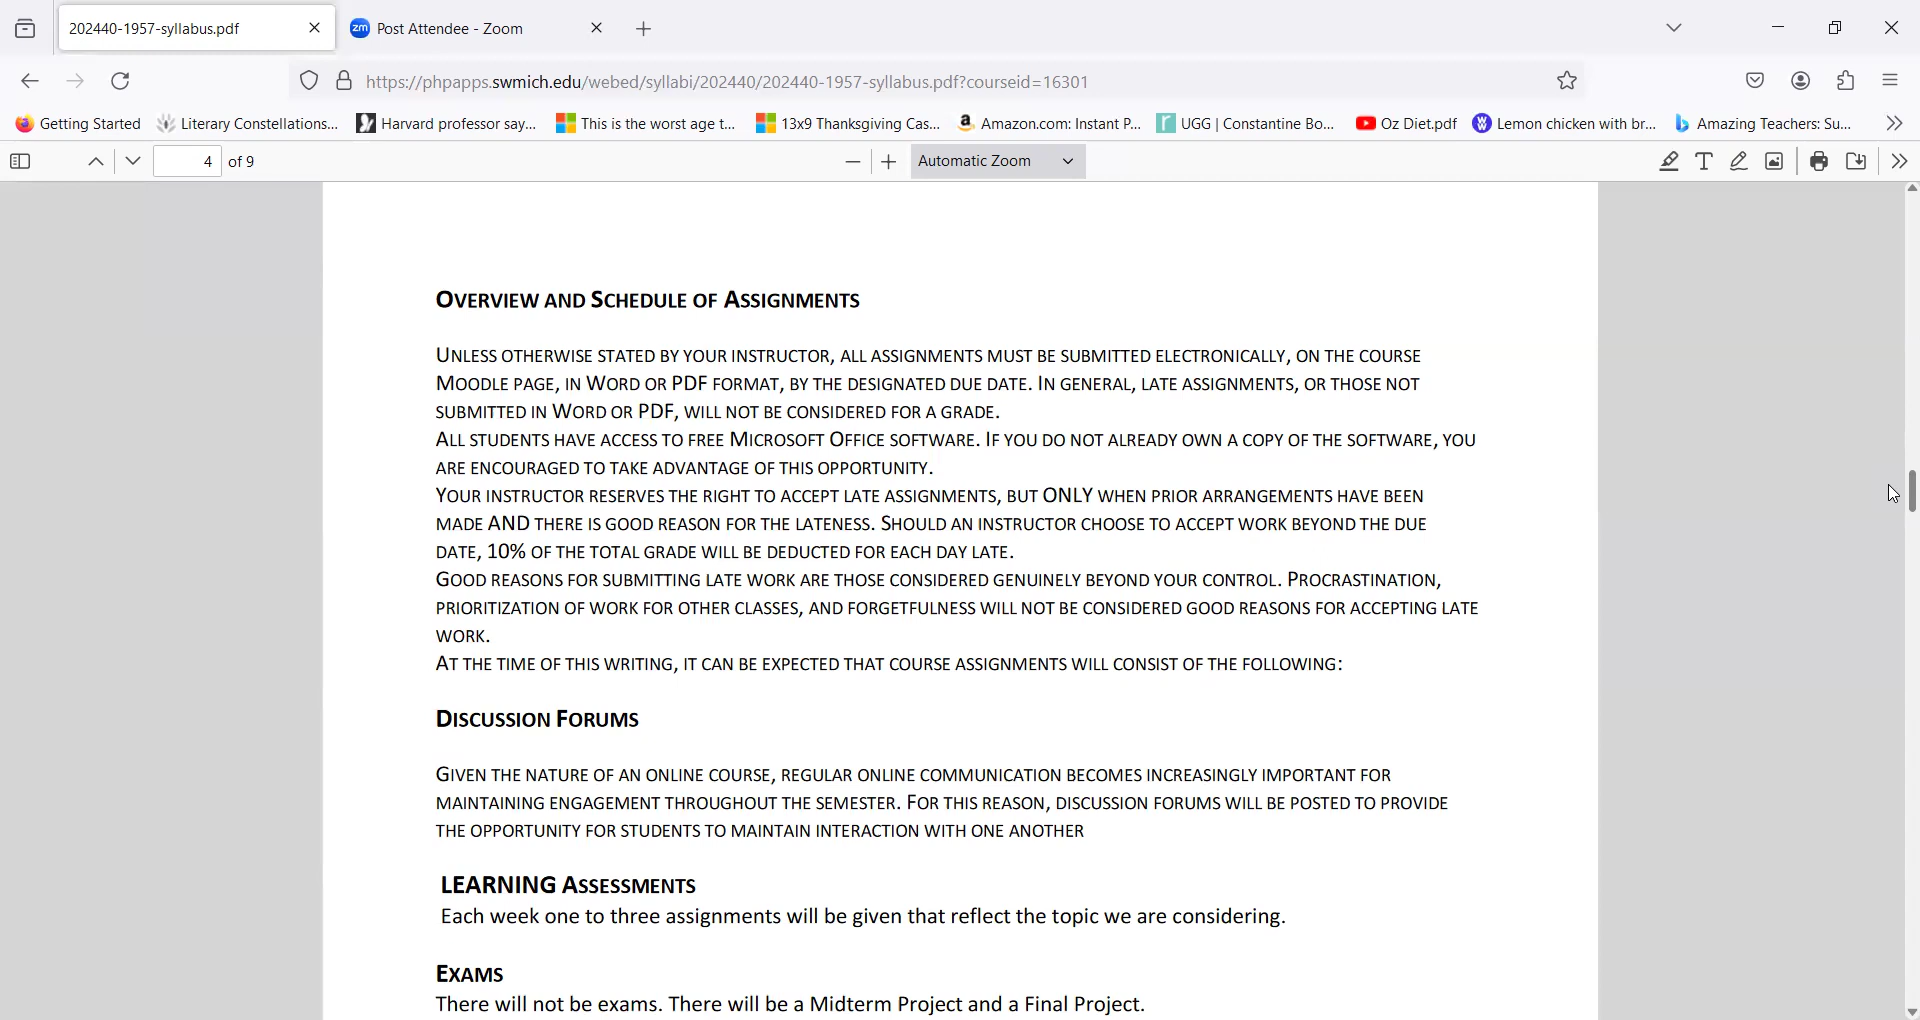 202440-1957-syllabus.pdf
zm Post Attendee - Zoom
https://phpapps.swmich.edu/webed/syllabi/202440/202440-1957-syllabus.pdf?courseid=16301
Getting Started Literary Constellations... Harvard professor say... This is the worst age t... 13x9 Thanksgiving Cas... Amazon.com: Instant P... UGG | Constantine Bo... Oz Diet.pdf Lemon chicken with br... Amazing Teachers: Su...
4 of 9 Automatic Zoom
OVERVIEW AND SCHEDULE OF ASSIGNMENTS
UNLESS OTHERWISE STATED BY YOUR INSTRUCTOR, ALL ASSIGNMENTS MUST BE SUBMITTED ELECTRONICALLY, ON THE COURSE
MOODLE PAGE, IN WORD OR PDF FORMAT, BY THE DESIGNATED DUE DATE. IN GENERAL, LATE ASSIGNMENTS, OR THOSE NOT
SUBMITTED IN WORD OR PDF, WILL NOT BE CONSIDERED FOR A GRADE.
ALL STUDENTS HAVE ACCESS TO FREE MICROSOFT OFFICE SOFTWARE. IF YOU DO NOT ALREADY OWN A COPY OF THE SOFTWARE, YOU
ARE ENCOURAGED TO TAKE ADVANTAGE OF THIS OPPORTUNITY.
YOUR INSTRUCTOR RESERVES THE RIGHT TO ACCEPT LATE ASSIGNMENTS, BUT ONLY WHEN PRIOR ARRANGEMENTS HAVE BEEN
MADE AND THERE IS GOOD REASON FOR THE LATENESS. SHOULD AN INSTRUCTOR CHOOSE TO ACCEPT WORK BEYOND THE DUE
DATE, 10% OF THE TOTAL GRADE WILL BE DEDUCTED FOR EACH DAY LATE.
GOOD REASONS FOR SUBMITTING LATE WORK ARE THOSE CONSIDERED GENUINELY BEYOND YOUR CONTROL. PROCRASTINATION,
PRIORITIZATION OF WORK FOR OTHER CLASSES, AND FORGETFULNESS WILL NOT BE CONSIDERED GOOD REASONS FOR ACCEPTING LATE
WORK.
AT THE TIME OF THIS WRITING, IT CAN BE EXPECTED THAT COURSE ASSIGNMENTS WILL CONSIST OF THE FOLLOWING:
DISCUSSION FORUMS
GIVEN THE NATURE OF AN ONLINE COURSE, REGULAR ONLINE COMMUNICATION BECOMES INCREASINGLY IMPORTANT FOR
MAINTAINING ENGAGEMENT THROUGHOUT THE SEMESTER. FOR THIS REASON, DISCUSSION FORUMS WILL BE POSTED TO PROVIDE
THE OPPORTUNITY FOR STUDENTS TO MAINTAIN INTERACTION WITH ONE ANOTHER
LEARNING ASSESSMENTS
Each week one to three assignments will be given that reflect the topic we are considering.
EXAMS
There will not be exams. There will be a Midterm Project and a Final Project.